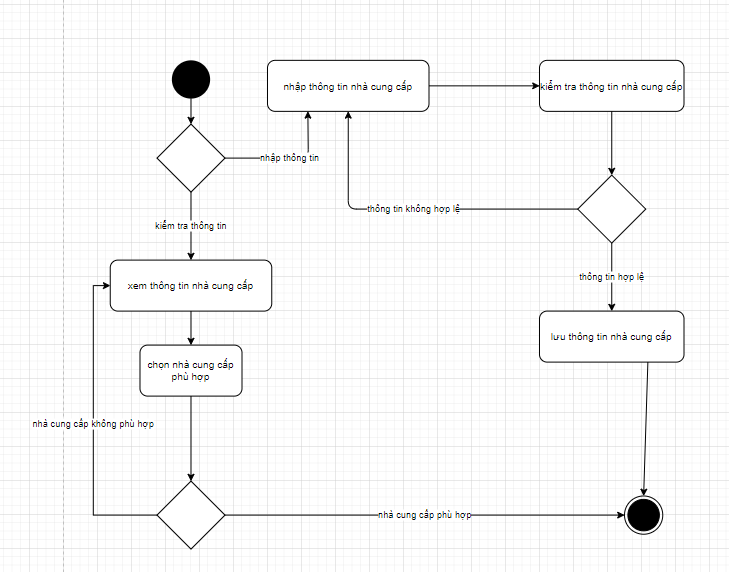 nhập thông tin nhà cung cấp
kiểm tra thông tin nhà cung cấp
nhập thông tin
thông tin không hợp lệ
kiểm tra thông tin
thông tin hợp lệ
xem thông tin nhà cung cấp
lưu thông tin nhà cung cấp
chọn nhà cung cấp
phù hợp
nhà cung cấp không phù hợp
nhà cung cấp phù hợp